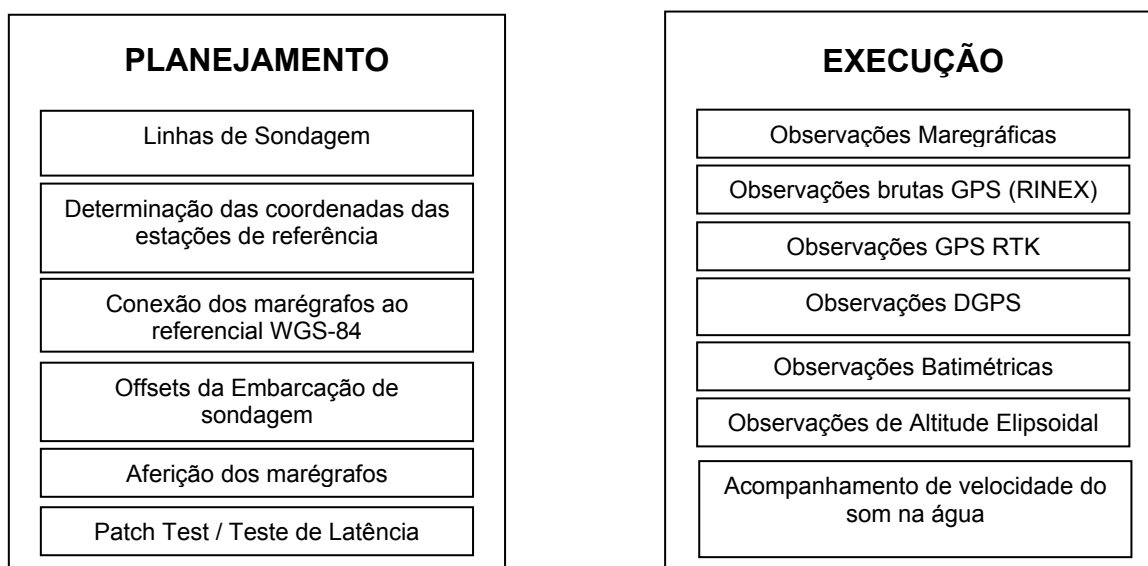 PLANEJAMENTO
Linhas de Sondagem
Determinação das coordenadas das
estações de referência
Conexão dos marégrafos ao
referencial WGS-84
Offsets da Embarcação de
sondagem
Aferição dos marégrafos
Patch Test / Teste de Latência
EXECUÇÃO
Observações Maregráficas
Observações brutas GPS (RINEX)
Observações GPS RTK
Observações DGPS
Observações Batimétricas
Observações de Altitude Elipsoidal
Acompanhamento de velocidade do
som na água